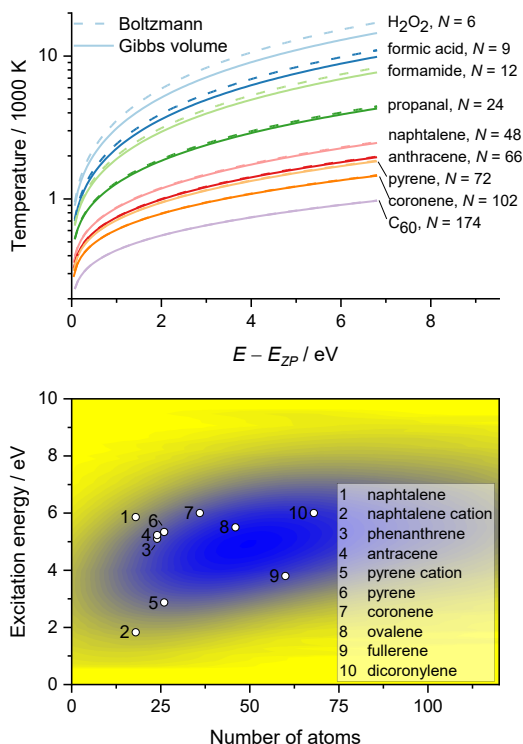 Boltzmann
Gibbs volume
H2O2, N = 6
formic acid, N = 9
formamide, N = 12
propanal, N = 24
naphtalene, N = 48
anthracene, N = 66
pyrene, N = 72
coronene, N = 102
C60, N = 174
Temperature / 1000 K
10
1
0 2 4 6 8
E − EZP / eV
Excitation energy / eV
10
8
6
4
2
0
1
2
3
4
5
6
7
8
9
10
1 naphtalene
2 naphtalene cation
3 phenanthrene
4 antracene
5 pyrene cation
6 pyrene
7 coronene
8 ovalene
9 fullerene
10 dicoronylene
0 25 50 75 100
Number of atoms